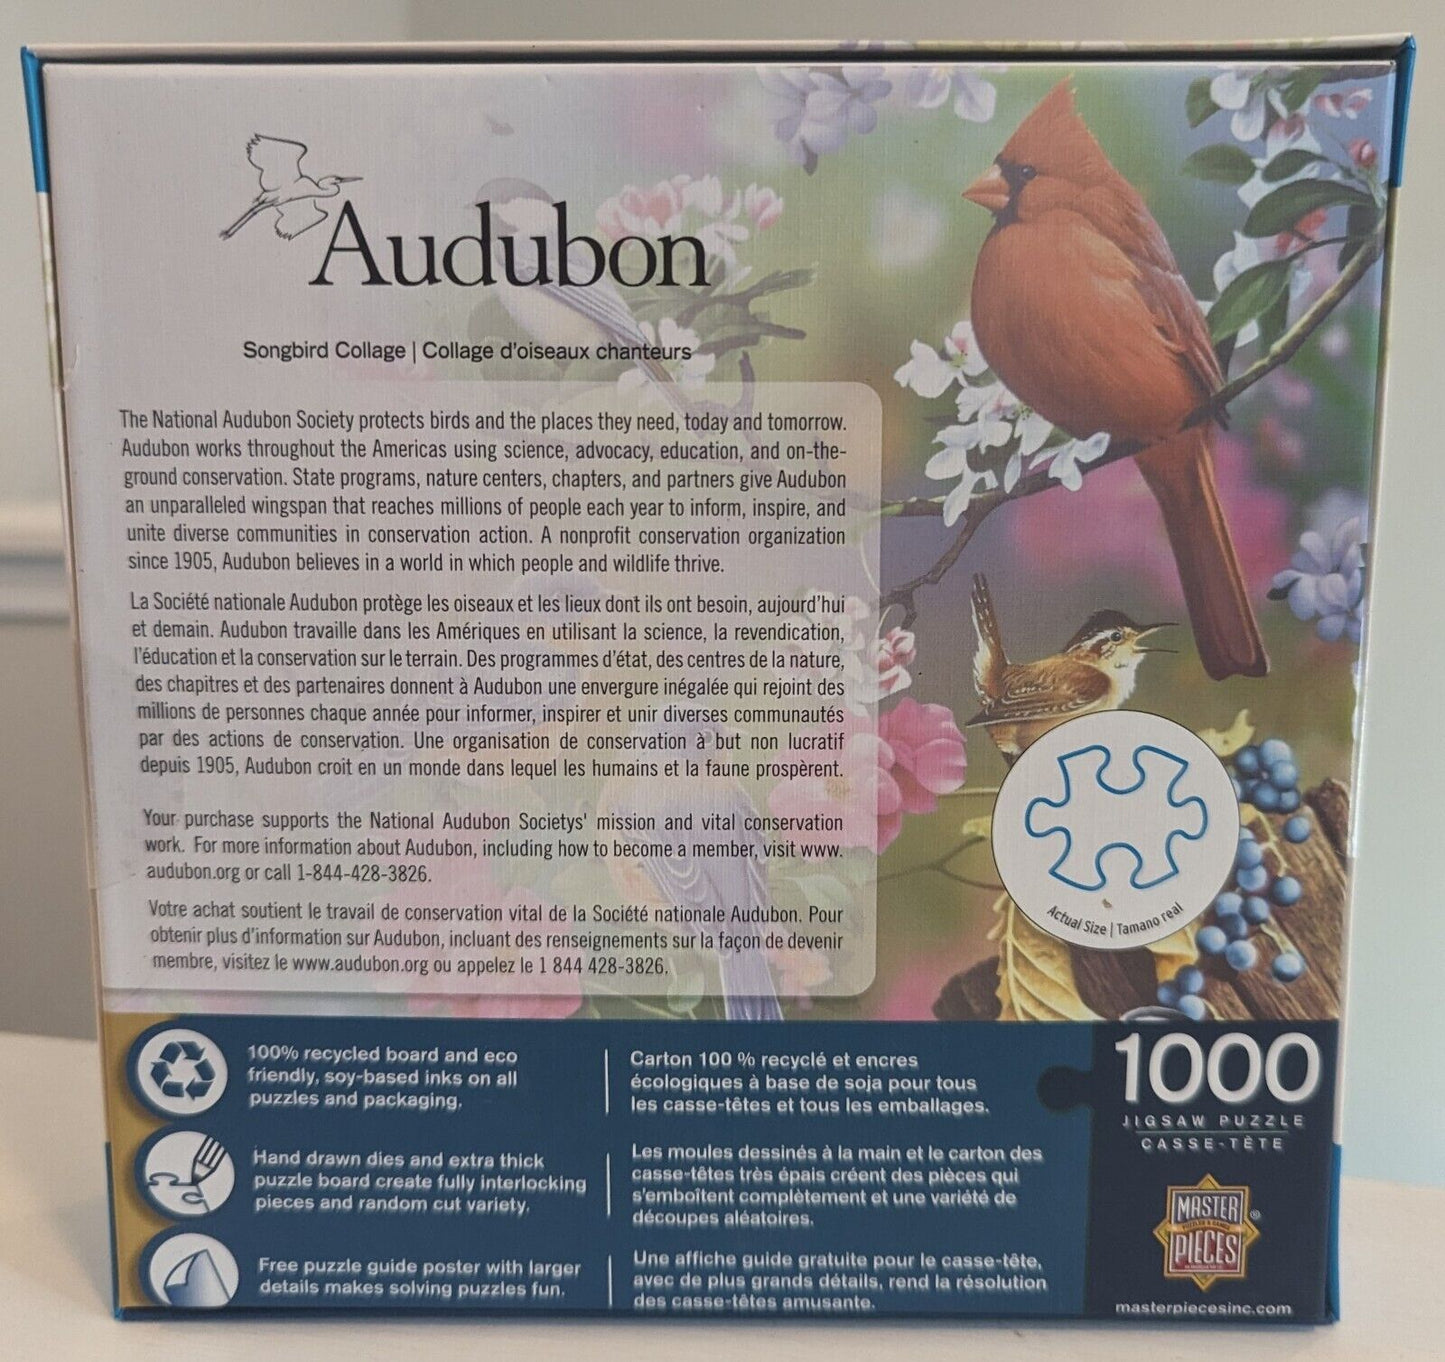 Audubon
Songbird Collage | Collage d'oiseaux chanteurs
The National Audubon Society protects birds and the places they need, today and tomorrow.
Audubon works throughout the Americas using science, advocacy, education, and on-the-
ground conservation. State programs, nature centers, chapters, and partners give Audubon
an unparalleled wingspan that reaches millions of people each year to inform, inspire, and
unite diverse communities in conservation action. A nonprofit conservation organization
since 1905, Audubon believes in a world in which people and wildlife thrive.
La Société nationale Audubon protège les oiseaux et les lieux dont ils ont besoin, aujourd'hui
et demain. Audubon travaille dans les Amériques en utilisant la science, la revendication,
l'éducation et la conservation sur le terrain. Des programmes d'état, des centres de la nature,
des chapitres et des partenaires donnent à Audubon une envergure inégalée qui rejoint des
millions de personnes chaque année pour informer, inspirer et unir diverses communautés
par des actions de conservation. Une organisation de conservation à but non lucratif
depuis 1905, Audubon croit en un monde dans lequel les humains et la faune prospèrent.
Your purchase supports the National Audubon Societys' mission and vital conservation
work. For more information about Audubon, including how to become a member, visit www.
audubon.org or call 1-844-428-3826.
Votre achat soutient le travail de conservation vital de la Société nationale Audubon. Pour
obtenir plus d'information sur Audubon, incluant des renseignements sur la façon de devenir
membre, visitez le www.audubon.org ou appelez le 1 844 428-3826.
Actual Size | Tamano real
100% recycled board and eco
friendly, soy-based inks on all
puzzles and packaging.
Carton 100 % recyclé et encres
écologiques à base de soja pour tous
les casse-têtes et tous les emballages.
Hand drawn dies and extra thick
puzzle board create fully interlocking
pieces and random cut variety.
Les moules dessinés à la main et le carton des
casse-têtes très épais créent des pièces qui
s'emboîtent complètement et une variété de
découpes aléatoires.
Free puzzle guide poster with larger
details makes solving puzzles fun.
Une affiche guide gratuite pour le casse-tête,
avec de plus grands détails, rend la résolution
des casse-têtes amusante.
1000
JIGSAW PUZZLE
CASSE-TÊTE
MASTER
PIECES
®
masterpiecesinc.com